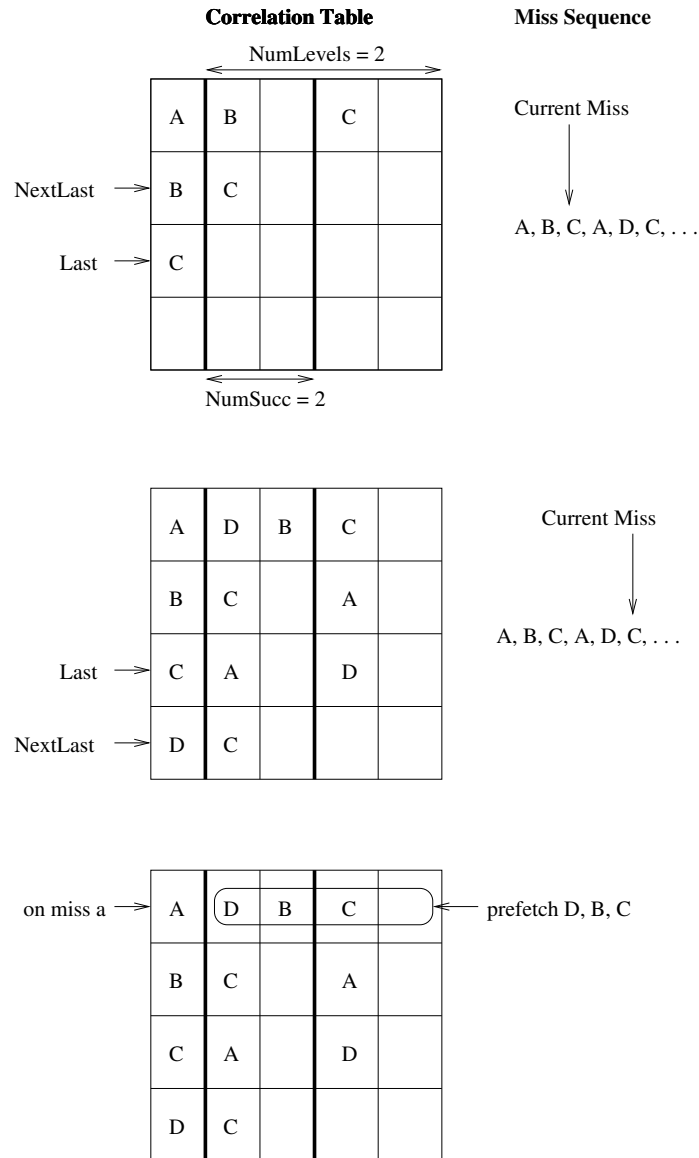 Correlation Table Miss Sequence
NumLevels = 2
A B C
Current Miss
NextLast B C
A, B, C, A, D, C, . . .
Last C
NumSucc = 2
A D B C
Current Miss
B C A
A, B, C, A, D, C, . . .
Last C A D
NextLast D C
on miss a A D B C prefetch D, B, C
B C A
C A D
D C